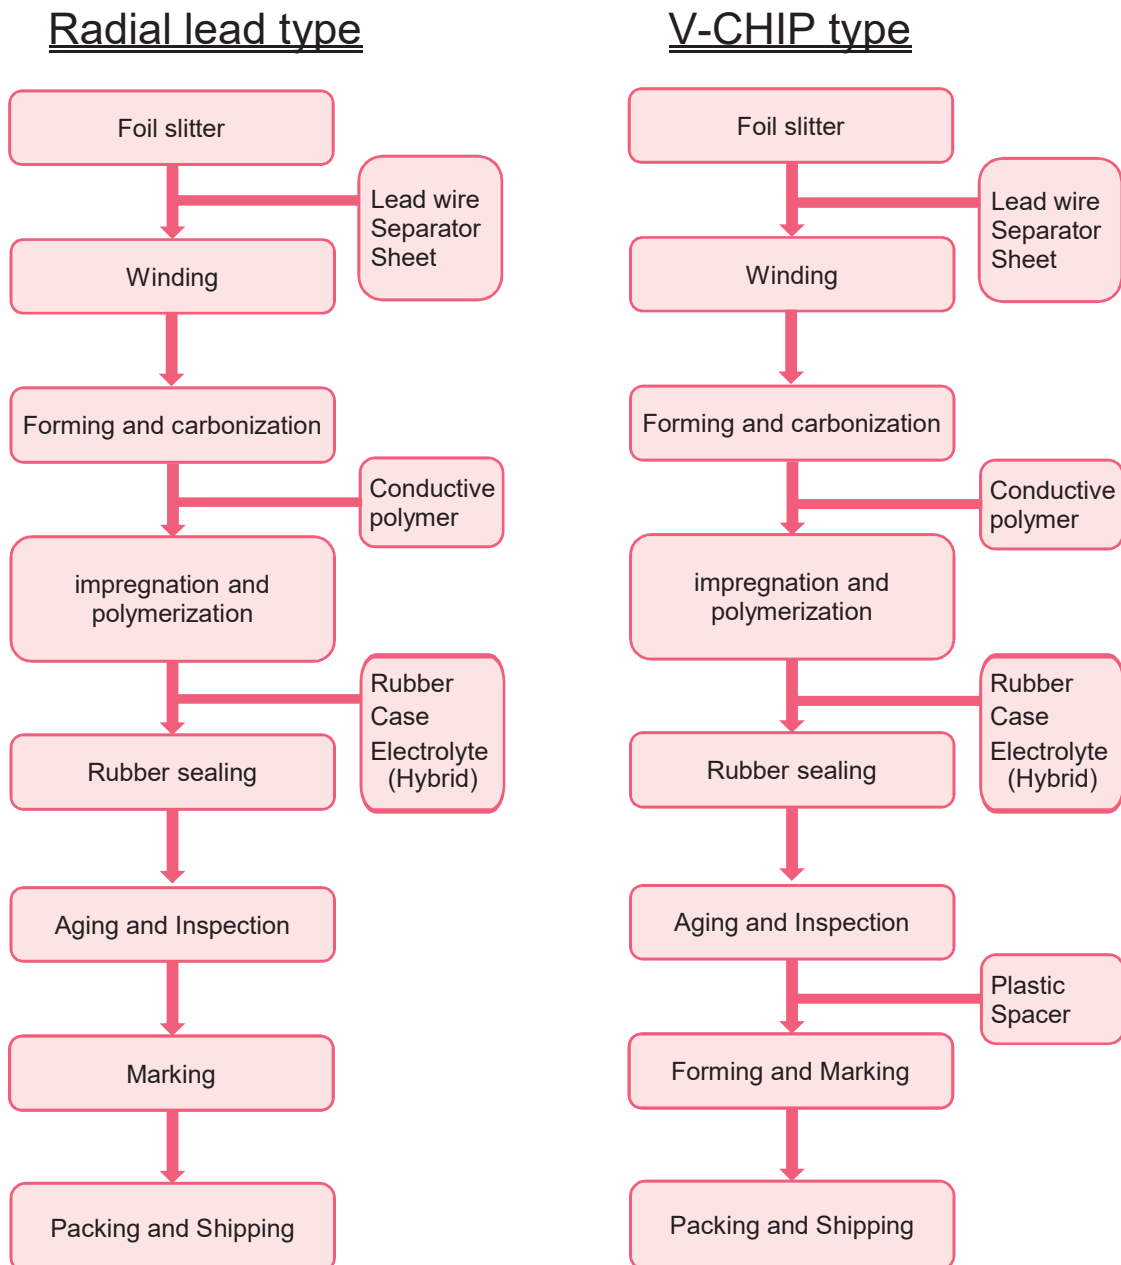 Radial lead type
Foil slitter
Lead wire
Separator
Sheet
Winding
Forming and carbonization
Conductive
polymer
impregnation and
polymerization
Rubber
Case
Electrolyte
(Hybrid)
Rubber sealing
Aging and Inspection
Marking
Packing and Shipping
V-CHIP type
Foil slitter
Lead wire
Separator
Sheet
Winding
Forming and carbonization
Conductive
polymer
impregnation and
polymerization
Rubber
Case
Electrolyte
(Hybrid)
Rubber sealing
Aging and Inspection
Plastic
Spacer
Forming and Marking
Packing and Shipping